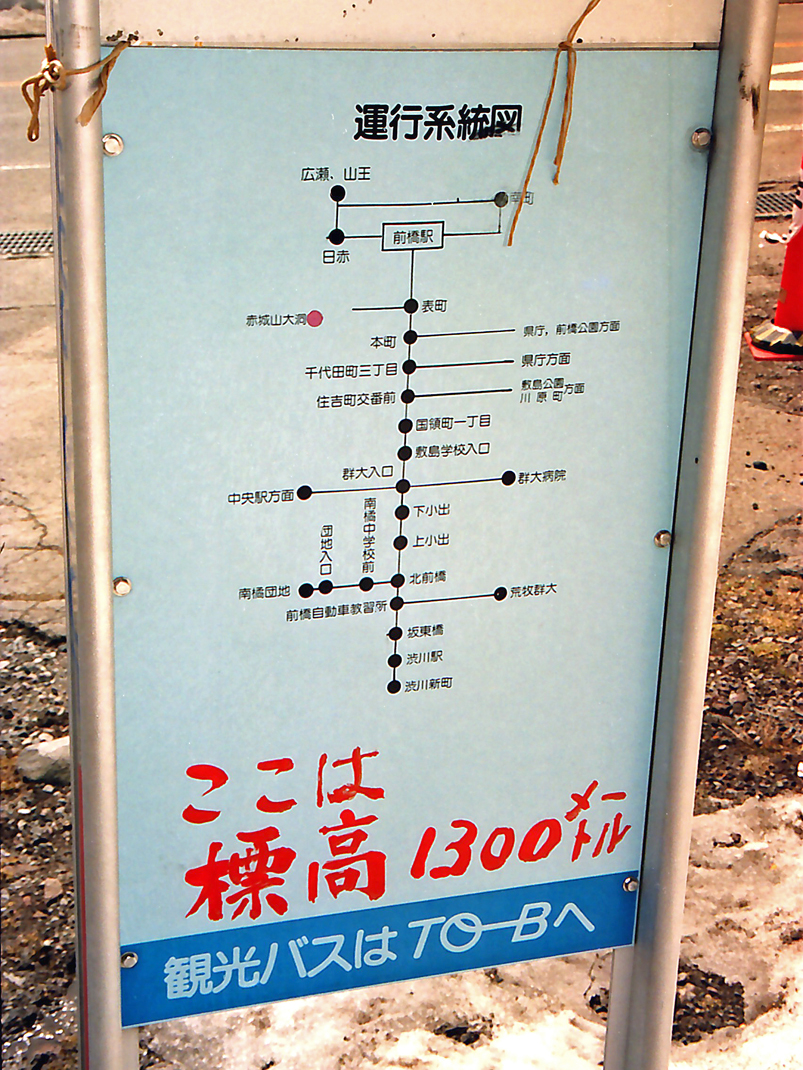 運行系統図
広瀬、山王
幸町
前橋駅
日赤
表町
赤城山大洞
県庁，前橋公園方面
本町
県庁方面
千代田町三丁目
敷島公園
川原町方面
住吉町交番前
国領町一丁目
敷島学校入口
群大入口
群大病院
中央駅方面
南橘中学校前
下小出
団地入口
上小出
北前橋
南橘団地
荒牧群大
前橋自動車教習所
坂東橋
渋川駅
渋川新町
ここは
標高1300メートル
観光バスはTO-Bへ